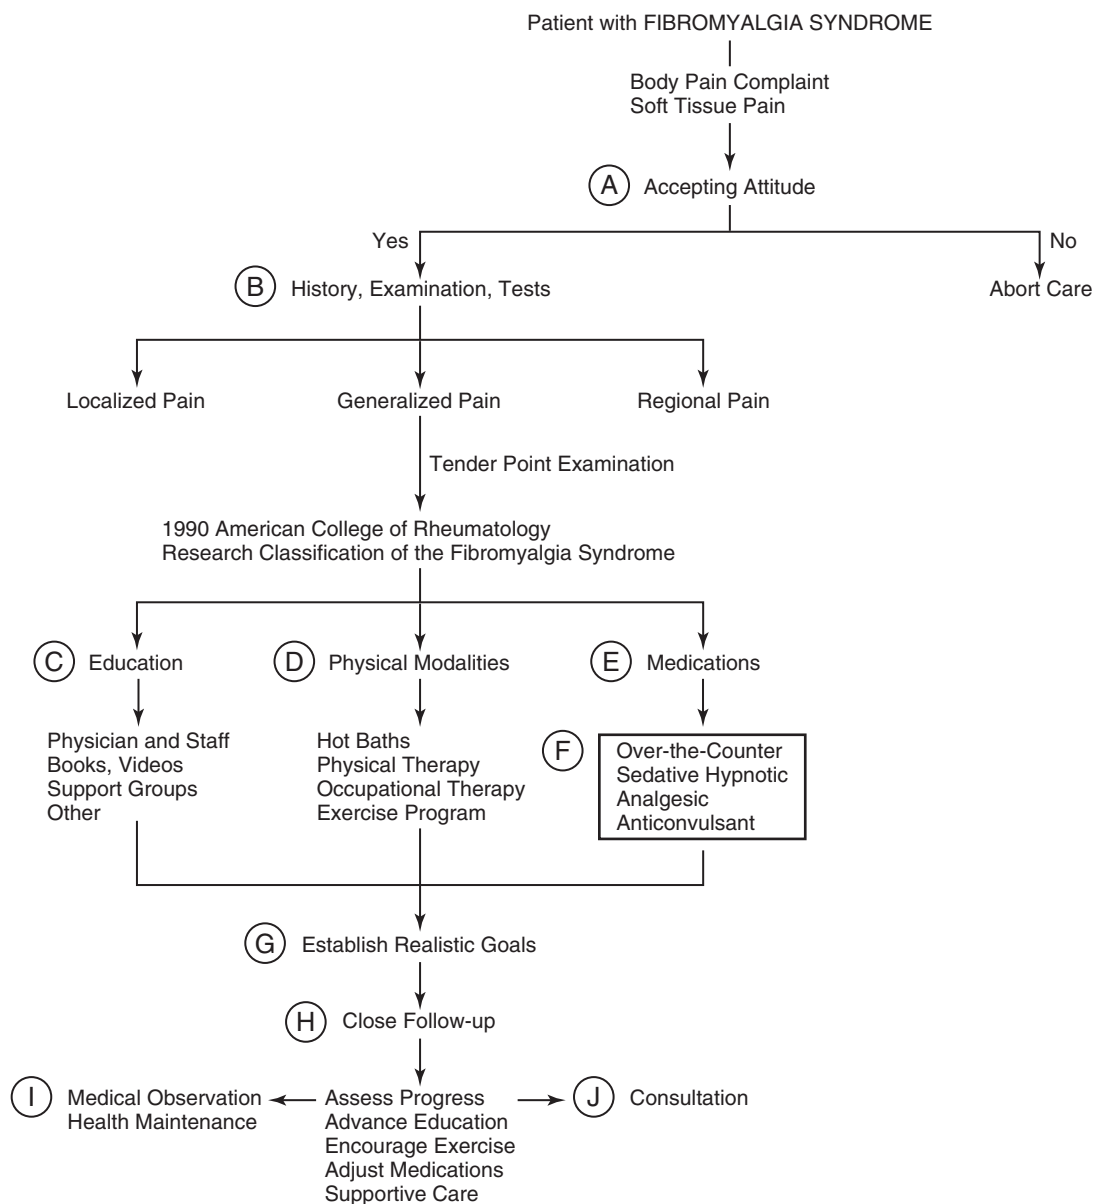 Patient with FIBROMYALGIA SYNDROME
Body Pain Complaint
Soft Tissue Pain
A Accepting Attitude
Yes
No
B History, Examination, Tests
Abort Care
Localized Pain
Generalized Pain
Regional Pain
Tender Point Examination
1990 American College of Rheumatology
Research Classification of the Fibromyalgia Syndrome
C Education
D Physical Modalities
E Medications
Physician and Staff
Books, Videos
Support Groups
Other
Hot Baths
Physical Therapy
Occupational Therapy
Exercise Program
F
Over-the-Counter
Sedative Hypnotic
Analgesic
Anticonvulsant
G Establish Realistic Goals
H Close Follow-up
I Medical Observation
Health Maintenance
Assess Progress
Advance Education
Encourage Exercise
Adjust Medications
Supportive Care
J Consultation